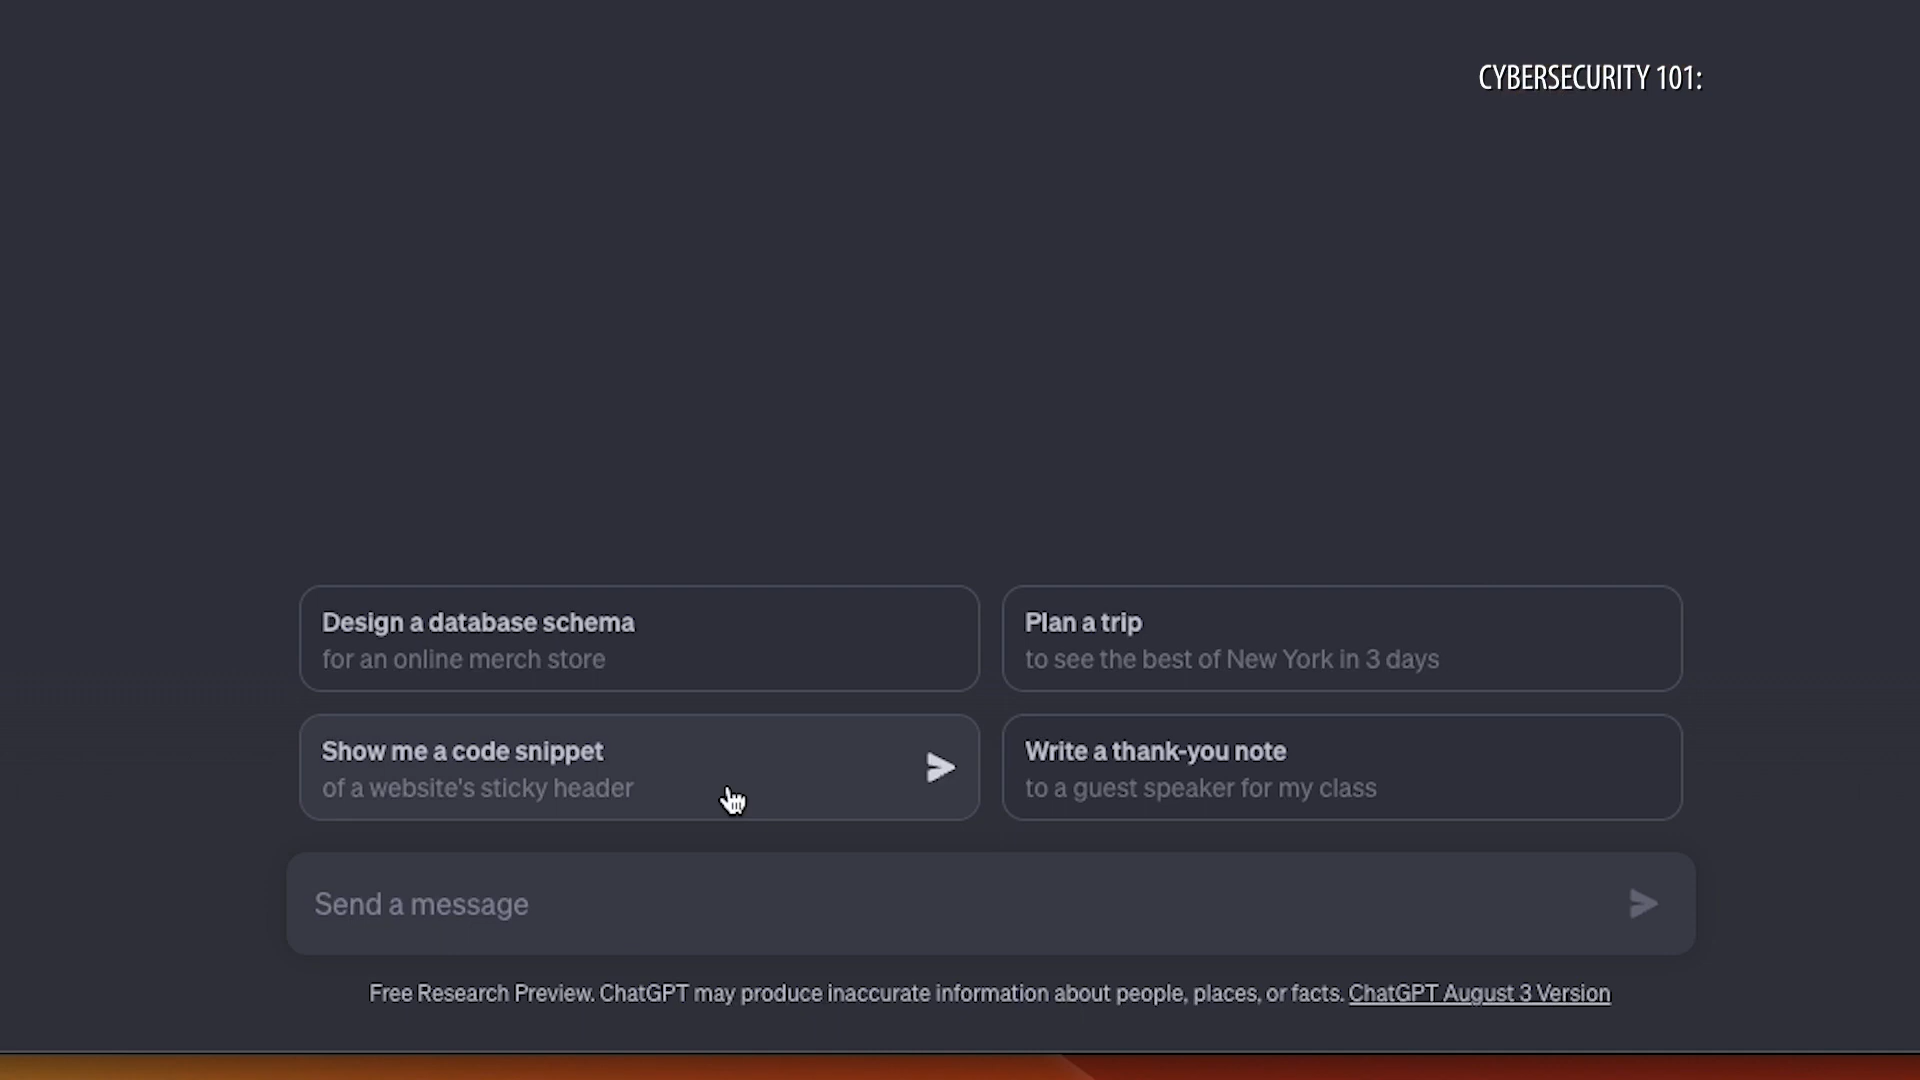 CYBERSECURITY 101:
Design a database schema
for an online merch store
Plan a trip
to see the best of New York in 3 days
Show me a code snippet
of a website's sticky header
Write a thank-you note
to a guest speaker for my class
Send a message
Free Research Preview. ChatGPT may produce inaccurate information about people, places, or facts. ChatGPT August 3 Version